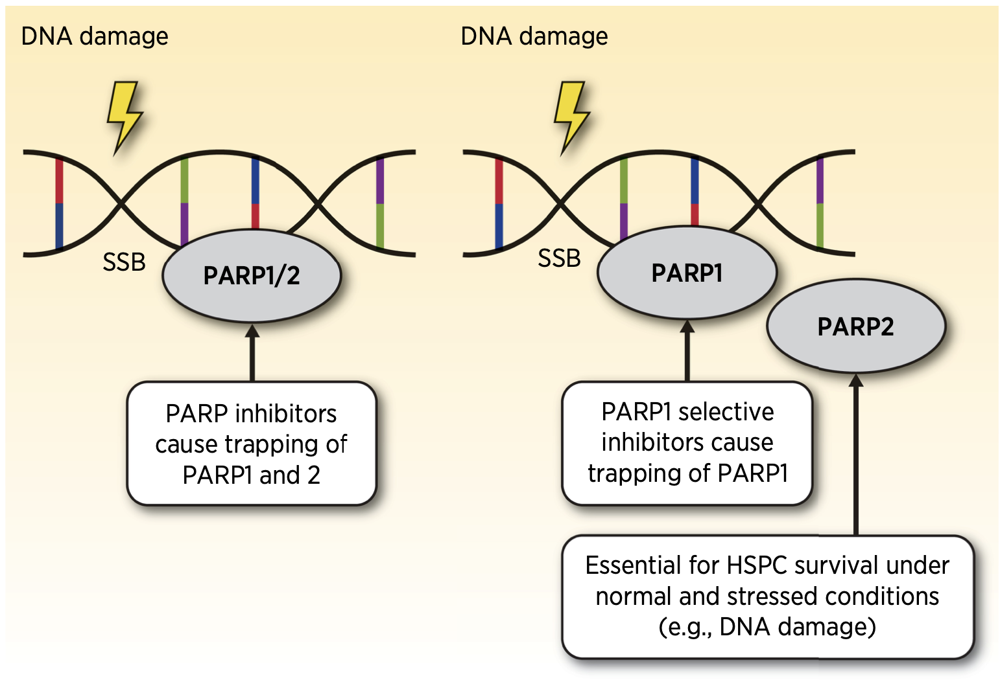 DNA damage
SSB
PARP1/2
PARP inhibitors
cause trapping of
PARP1 and 2
DNA damage
SSB
PARP1
PARP2
PARP1 selective
inhibitors cause
trapping of PARP1
Essential for HSPC survival under
normal and stressed conditions
(e.g., DNA damage)